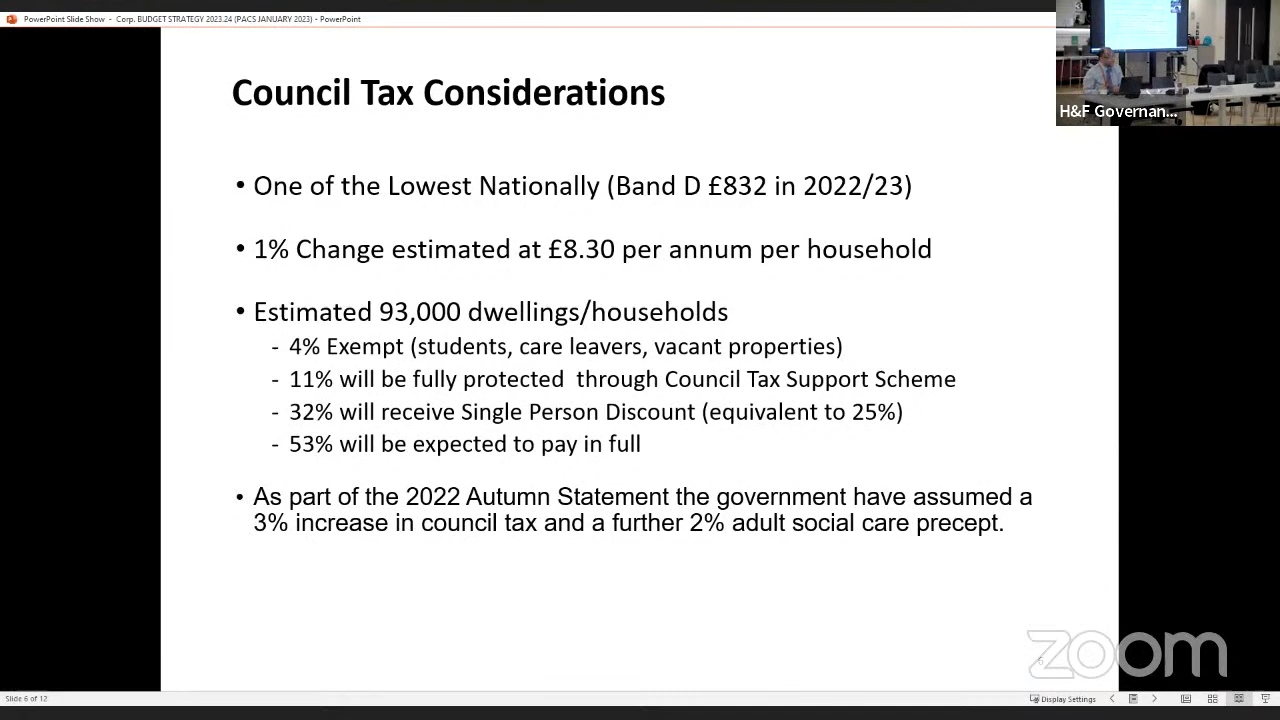 PowerPoint Slide Show - Corp. BUDGET STRATEGY 2023.24 (PACS JANUARY 2023) - PowerPoint
H&F Governan...
Council Tax Considerations
• One of the Lowest Nationally (Band D £832 in 2022/23)
• 1% Change estimated at £8.30 per annum per household
• Estimated 93,000 dwellings/households
- 4% Exempt (students, care leavers, vacant properties)
- 11% will be fully protected through Council Tax Support Scheme
- 32% will receive Single Person Discount (equivalent to 25%)
- 53% will be expected to pay in full
• As part of the 2022 Autumn Statement the government have assumed a
3% increase in council tax and a further 2% adult social care precept.
6
zoom
Slide 6 of 12
Display Settings